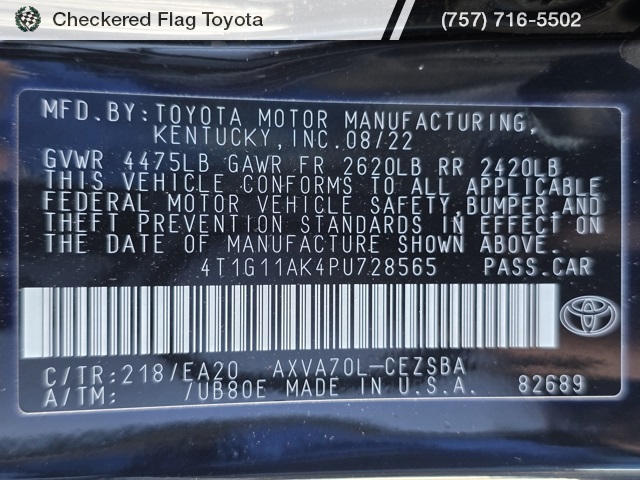 Checkered Flag Toyota
(757) 716-5502
MFD.BY:TOYOTA MOTOR MANUFACTURING,
KENTUCKY,INC.08/22
GVWR 4475LB GAWR FR 2620LB RR 2420LB
THIS VEHICLE CONFORMS TO ALL APPLICABLE
FEDERAL MOTOR VEHICLE SAFETY,BUMPER,AND
THEFT PREVENTION STANDARDS IN EFFECT ON
THE DATE OF MANUFACTURE SHOWN ABOVE.
4T1G11AK4PU728565 PASS.CAR
C/TR:218/EA20 AXVA70L-CEZSBA
A/TM: /UB80E MADE IN U.S.A. 82689